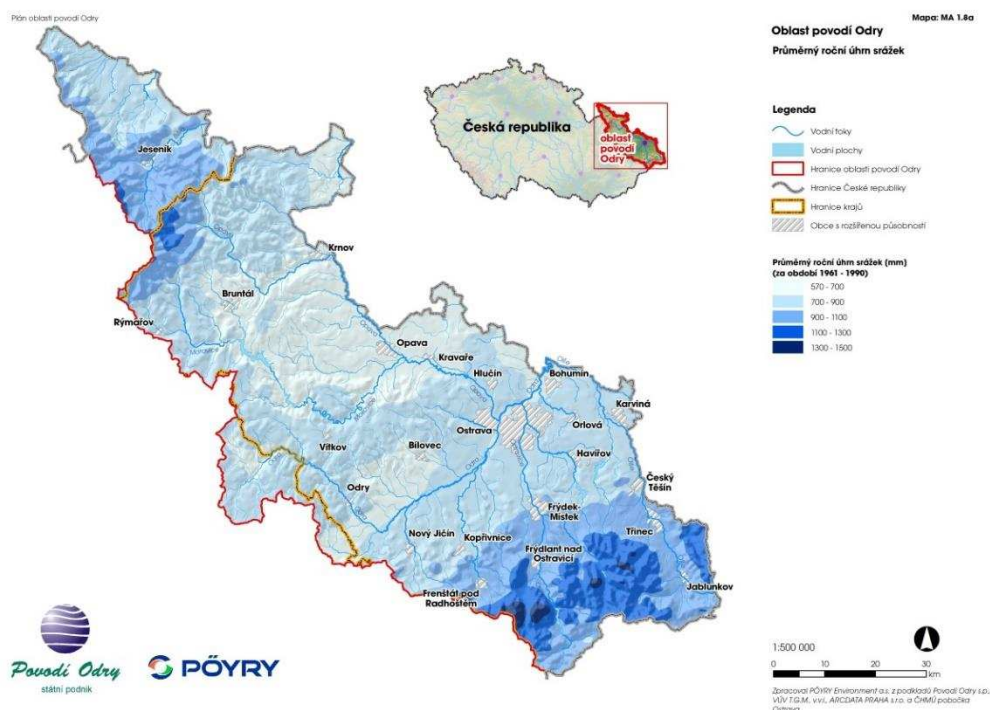 Plán oblasti povodí Odry
Mapa: MA 1.8a
Oblast povodí Odry
Průměrný roční úhrn srážek
Legenda
Vodní toky
Vodní plochy
Hranice oblasti povodí Odry
Hranice České republiky
Hranice krajů
Obce s rozšířenou působností
Průměrný roční úhrn srážek (mm)
(za období 1961 - 1990)
570 - 700
700 - 900
900 - 1100
1100 - 1300
1300 - 1500
Česká republika
oblast
povodí
Odry
Jeseník
Opava
Krnov
Bruntál
Rýmařov
Moravice
Opava
Opava
Kravaře
Hlučín
Bohumín
Karviná
Ostrava
Orlová
Havířov
Vítkov
Bílovec
Odry
Odra
Český
Těšín
Frýdek-
Místek
Třinec
Nový Jičín
Kopřivnice
Frýdlant nad
Ostravicí
Jablunkov
Frenštát pod
Radhoštěm
Povodí Odry
státní podnik
PÖYRY
1:500 000
0 10 20 30
km
Zpracoval PÖYRY Environment a.s. z podkladů Povodí Odry s.p.,
VÚV T.G.M. v.v.i., ARCDATA PRAHA s.r.o. a ČHMÚ pobočka
Ostrava